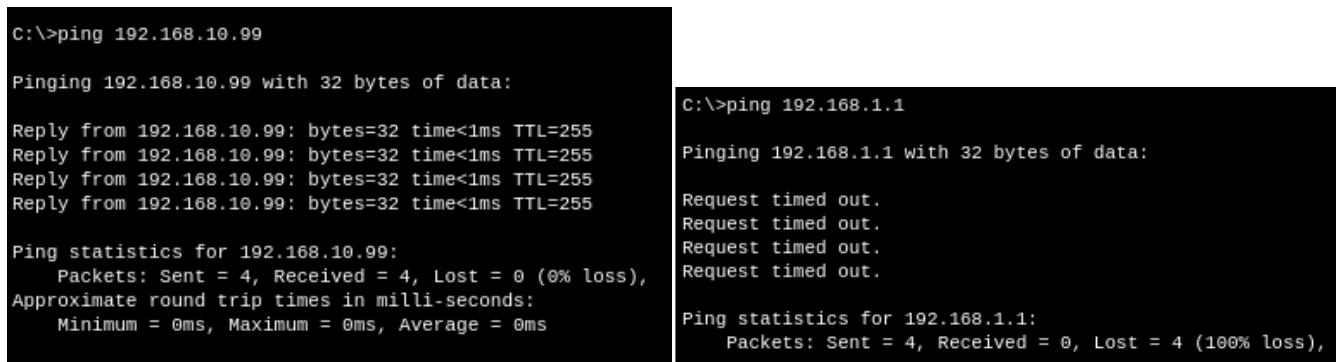 C:\>ping 192.168.10.99
Pinging 192.168.10.99 with 32 bytes of data:
Reply from 192.168.10.99: bytes=32 time<1ms TTL=255
Reply from 192.168.10.99: bytes=32 time<1ms TTL=255
Reply from 192.168.10.99: bytes=32 time<1ms TTL=255
Reply from 192.168.10.99: bytes=32 time<1ms TTL=255
Ping statistics for 192.168.10.99:
    Packets: Sent = 4, Received = 4, Lost = 0 (0% loss),
Approximate round trip times in milli-seconds:
    Minimum = 0ms, Maximum = 0ms, Average = 0ms
C:\>ping 192.168.1.1
Pinging 192.168.1.1 with 32 bytes of data:
Request timed out.
Request timed out.
Request timed out.
Request timed out.
Ping statistics for 192.168.1.1:
    Packets: Sent = 4, Received = 0, Lost = 4 (100% loss),